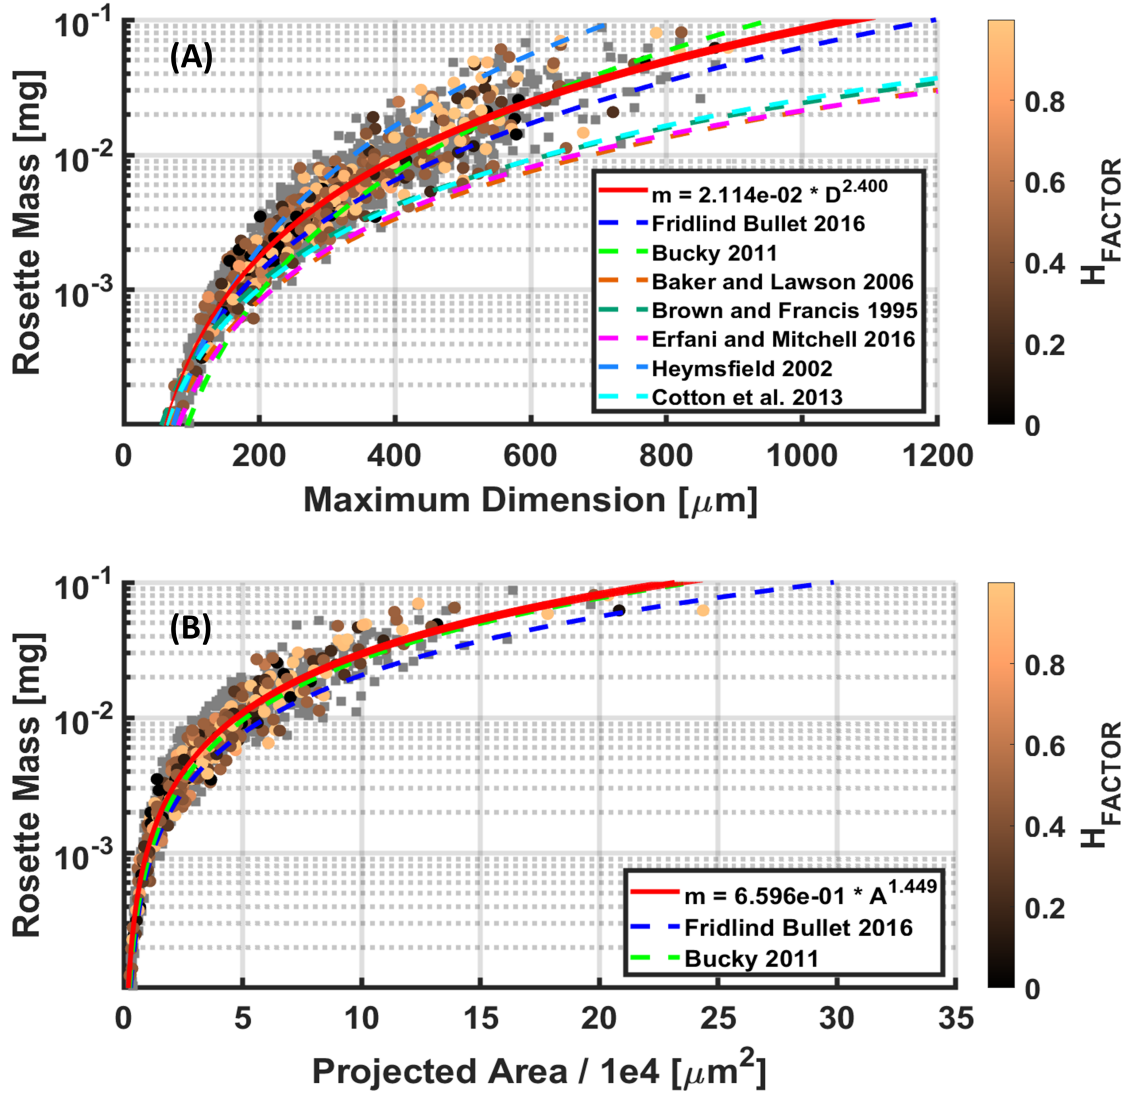 (A)
Rosette Mass [mg]
10^-1
10^-2
10^-3
0 200 400 600 800 1000 1200
Maximum Dimension [μm]
m = 2.114e-02 * D^2.400
Fridlind Bullet 2016
Bucky 2011
Baker and Lawson 2006
Brown and Francis 1995
Erfani and Mitchell 2016
Heymsfield 2002
Cotton et al. 2013
0.8
0.6
0.4
0.2
0
H_FACTOR
(B)
Rosette Mass [mg]
10^-1
10^-2
10^-3
0 5 10 15 20 25 30 35
Projected Area / 1e4 [μm^2]
m = 6.596e-01 * A^1.449
Fridlind Bullet 2016
Bucky 2011
0.8
0.6
0.4
0.2
0
H_FACTOR